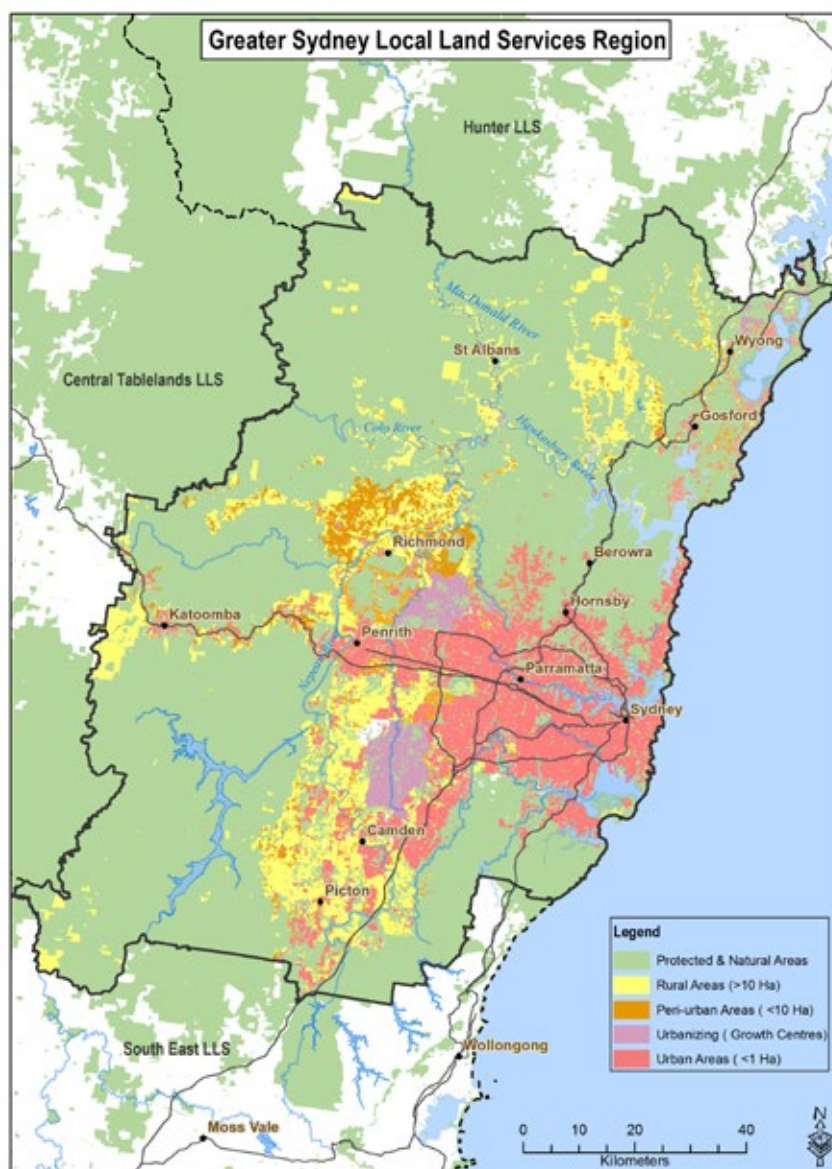 Greater Sydney Local Land Services Region
Hunter LLS
MacDonald River
St Albans
Wyong
Central Tablelands LLS
Gosford
Colo River
Hawkesbury River
Richmond
Berowra
Hornsby
Katoomba
Penrith
Parramatta
Sydney
Camden
Picton
Legend
Protected & Natural Areas
Rural Areas (>10 Ha)
Peri-urban Areas ( <10 Ha)
Urbanizing ( Growth Centres)
Urban Areas ( <1 Ha)
South East LLS
Wollongong
Moss Vale
N
0 10 20 40
Kilometers